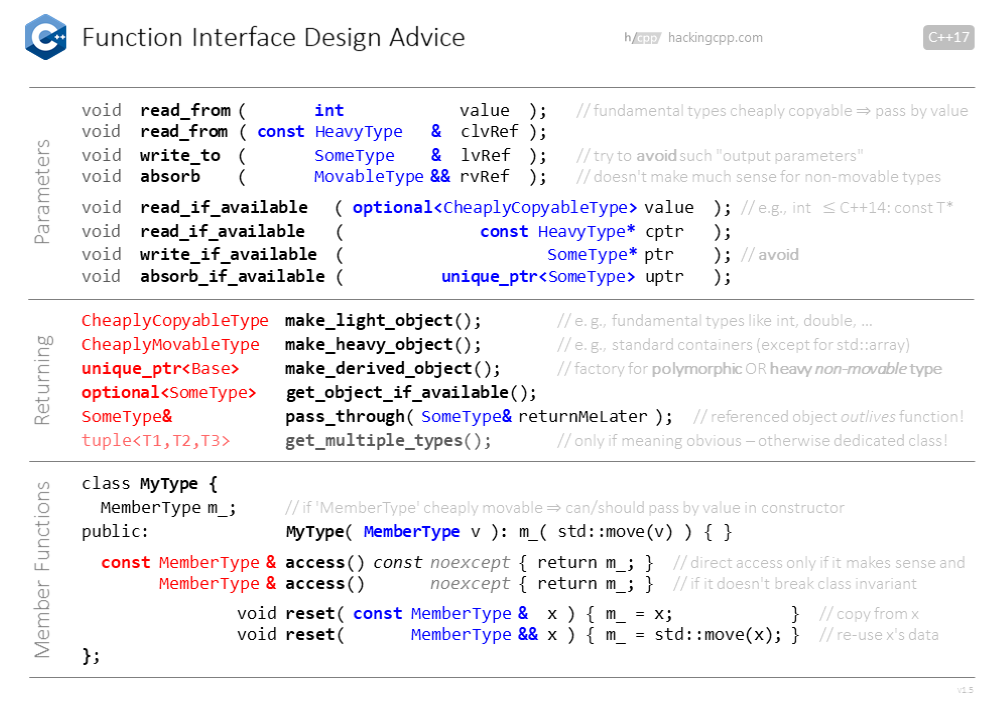 C++
Function Interface Design Advice
h/cpp hackingcpp.com
C++17
Parameters
void read_from ( int value ); // fundamental types cheaply copyable ⇒ pass by value
void read_from ( const HeavyType & clvRef );
void write_to ( SomeType & lvRef ); // try to avoid such "output parameters"
void absorb ( MovableType && rvRef ); // doesn't make much sense for non-movable types
void read_if_available ( optional<CheaplyCopyableType> value ); // e.g., int ≤ C++14: const T*
void read_if_available ( const HeavyType* cptr );
void write_if_available ( SomeType* ptr ); // avoid
void absorb_if_available ( unique_ptr<SomeType> uptr );
Returning
CheaplyCopyableType make_light_object(); // e. g., fundamental types like int, double, ...
CheaplyMovableType make_heavy_object(); // e. g., standard containers (except for std::array)
unique_ptr<Base> make_derived_object(); // factory for polymorphic OR heavy non-movable type
optional<SomeType> get_object_if_available();
SomeType& pass_through( SomeType& returnMeLater ); // referenced object outlives function!
tuple<T1,T2,T3> get_multiple_types(); // only if meaning obvious – otherwise dedicated class!
Member Functions
class MyType {
MemberType m_; // if 'MemberType' cheaply movable ⇒ can/should pass by value in constructor
public: MyType( MemberType v ): m_( std::move(v) ) { }
const MemberType & access() const noexcept { return m_; } // direct access only if it makes sense and
MemberType & access() noexcept { return m_; } // if it doesn't break class invariant
void reset( const MemberType & x ) { m_ = x; } // copy from x
void reset( MemberType && x ) { m_ = std::move(x); } // re-use x's data
};
v1.5